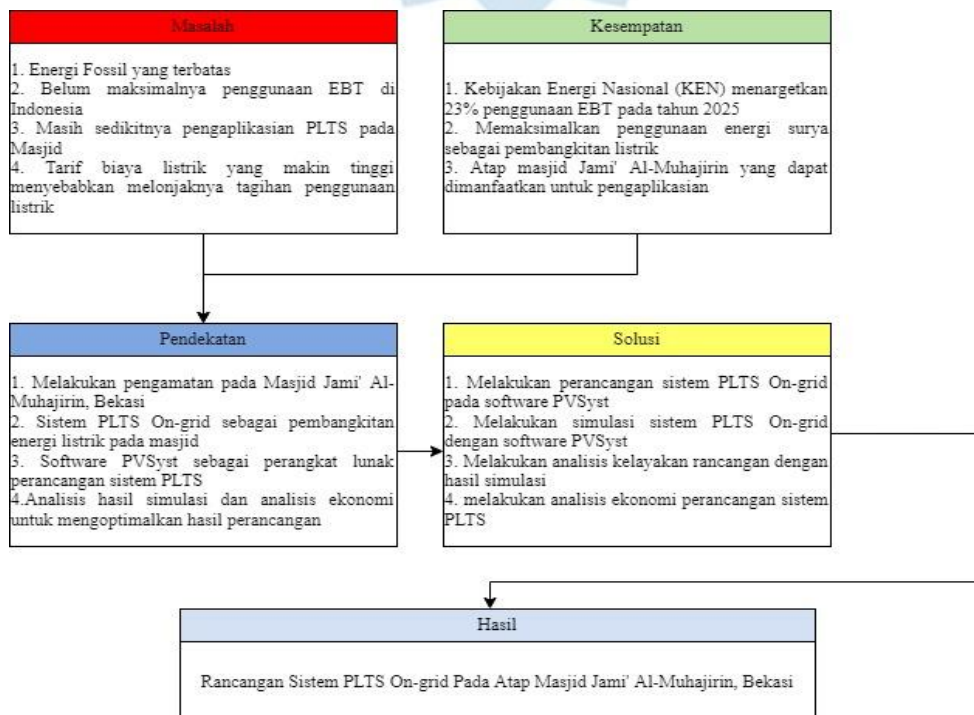 Masalah
1. Energi Fossil yang terbatas
2. Belum maksimalnya penggunaan EBT di
Indonesia
3. Masih sedikitnya pengaplikasian PLTS pada
Masjid
4. Tarif biaya listrik yang makin tinggi
menyebabkan melonjaknya tagihan penggunaan
listrik
Kesempatan
1. Kebijakan Energi Nasional (KEN) menargetkan
23% penggunaan EBT pada tahun 2025
2. Memaksimalkan penggunaan energi surya
sebagai pembangkitan listrik
3. Atap masjid Jami' Al-Muhajirin yang dapat
dimanfaatkan untuk pengaplikasian
Pendekatan
1. Melakukan pengamatan pada Masjid Jami' Al-
Muhajirin, Bekasi
2. Sistem PLTS On-grid sebagai pembangkitan
energi listrik pada masjid
3. Software PVSyst sebagai perangkat lunak
perancangan sistem PLTS
4.Analisis hasil simulasi dan analisis ekonomi
untuk mengoptimalkan hasil perancangan
Solusi
1. Melakukan perancangan sistem PLTS On-grid
pada software PVSyst
2. Melakukan simulasi sistem PLTS On-grid
dengan software PVSyst
3. Melakukan analisis kelayakan rancangan dengan
hasil simulasi
4. melakukan analisis ekonomi perancangan sistem
PLTS
Hasil
Rancangan Sistem PLTS On-grid Pada Atap Masjid Jami' Al-Muhajirin, Bekasi